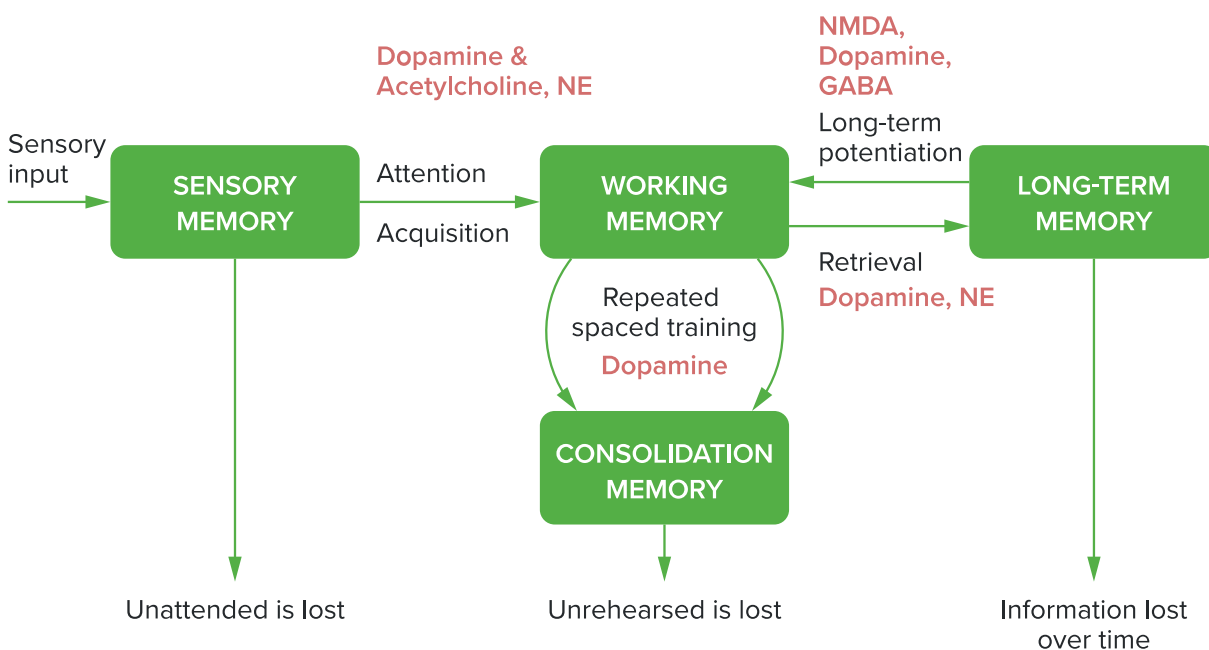 Sensory
input
SENSORY
MEMORY
Dopamine &
Acetylcholine, NE
Attention
Acquisition
WORKING
MEMORY
NMDA,
Dopamine,
GABA
Long-term
potentiation
Retrieval
Dopamine, NE
LONG-TERM
MEMORY
Repeated
spaced training
Dopamine
CONSOLIDATION
MEMORY
Unattended is lost
Unrehearsed is lost
Information lost
over time